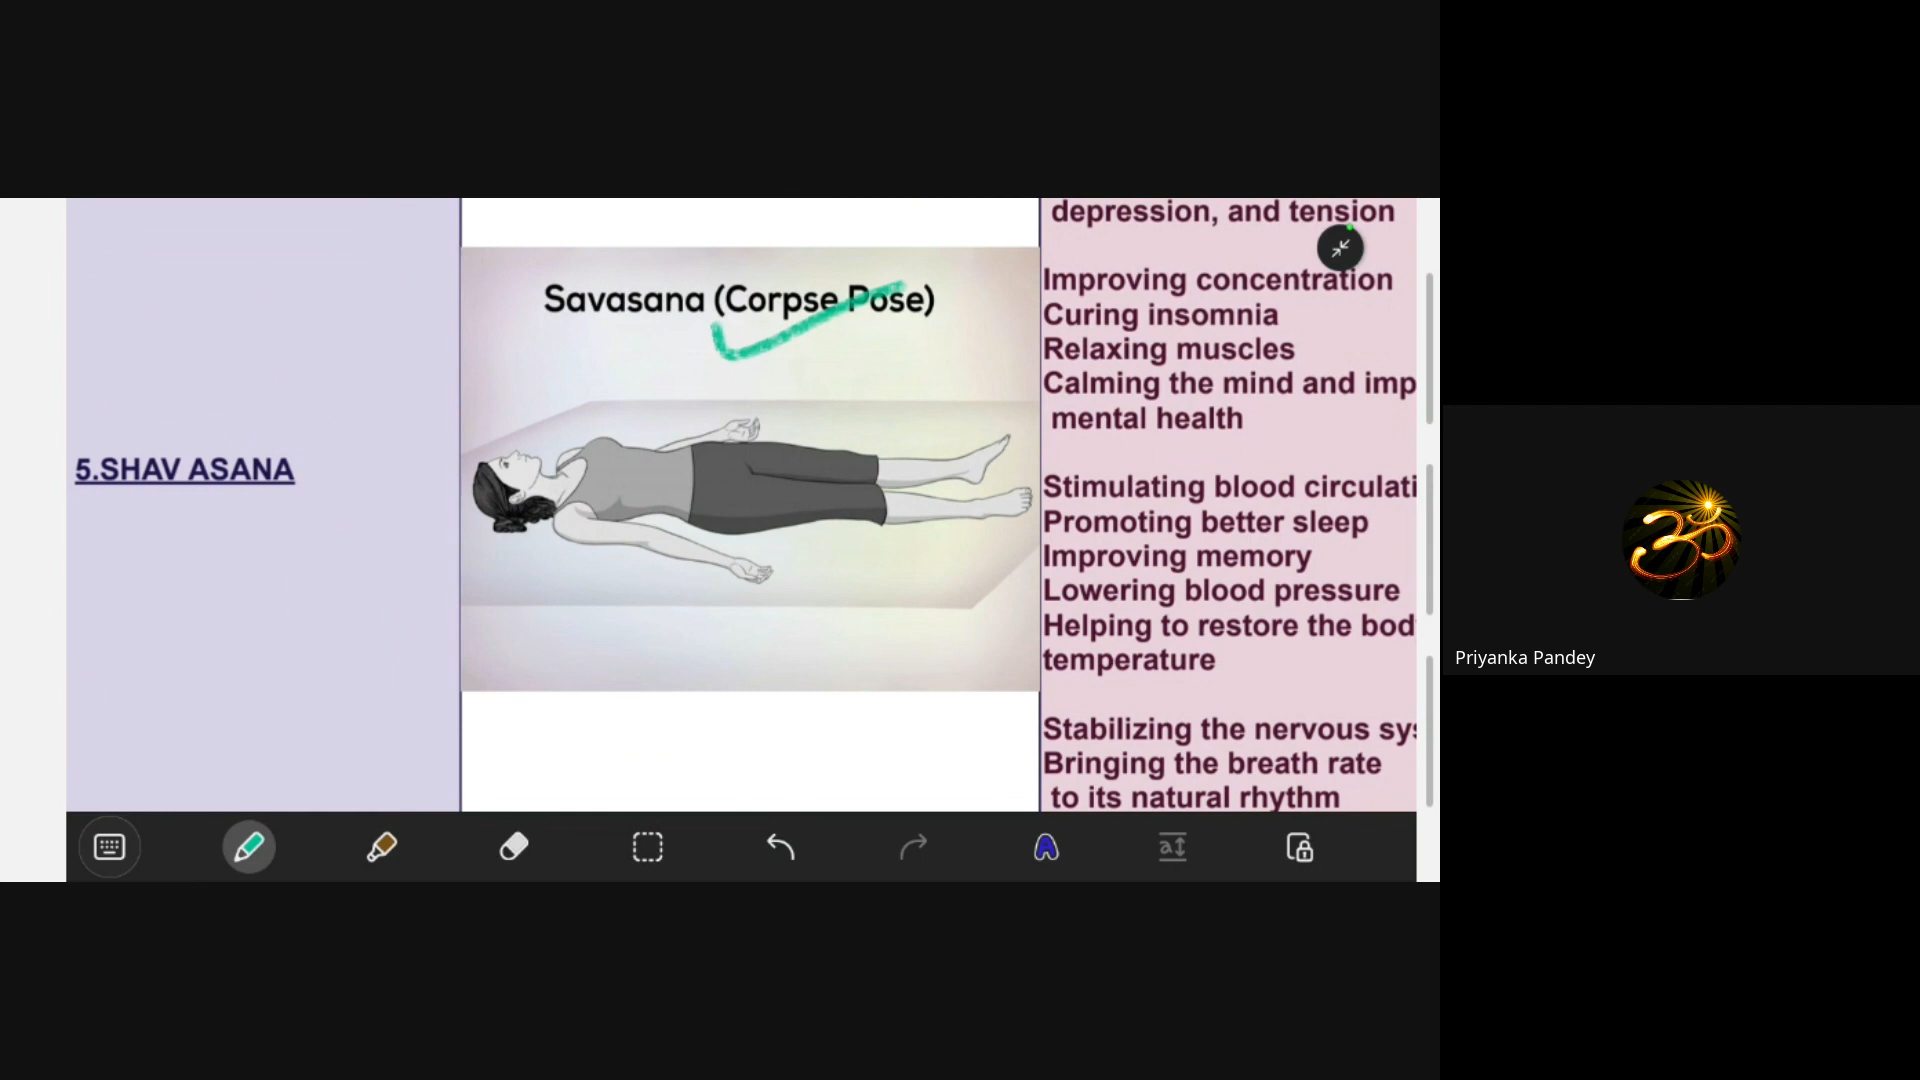 5.SHAV ASANA
Savasana (Corpse Pose)
depression, and tension
Improving concentration
Curing insomnia
Relaxing muscles
Calming the mind and imp
mental health
Stimulating blood circulati
Promoting better sleep
Improving memory
Lowering blood pressure
Helping to restore the bod
temperature
Stabilizing the nervous sys
Bringing the breath rate
to its natural rhythm
A
a
ॐ
Priyanka Pandey